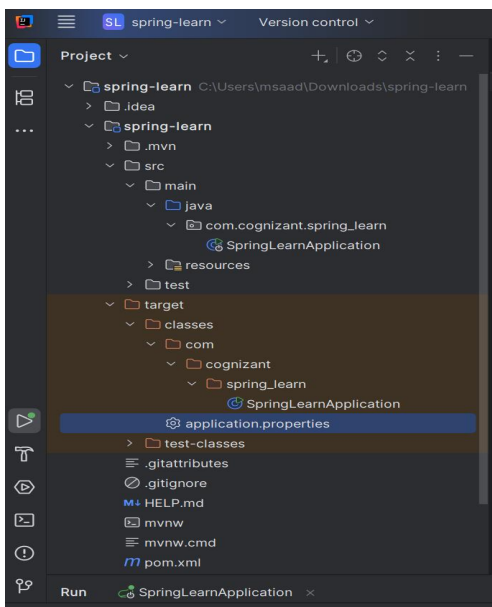 SL spring-learn Version control
Project
spring-learn C:\Users\msaad\Downloads\spring-learn
.idea
spring-learn
.mvn
src
main
java
com.cognizant.spring_learn
SpringLearnApplication
resources
test
target
classes
com
cognizant
spring_learn
SpringLearnApplication
application.properties
test-classes
.gitattributes
.gitignore
M↓ HELP.md
mvnw
mvnw.cmd
m pom.xml
Run SpringLearnApplication